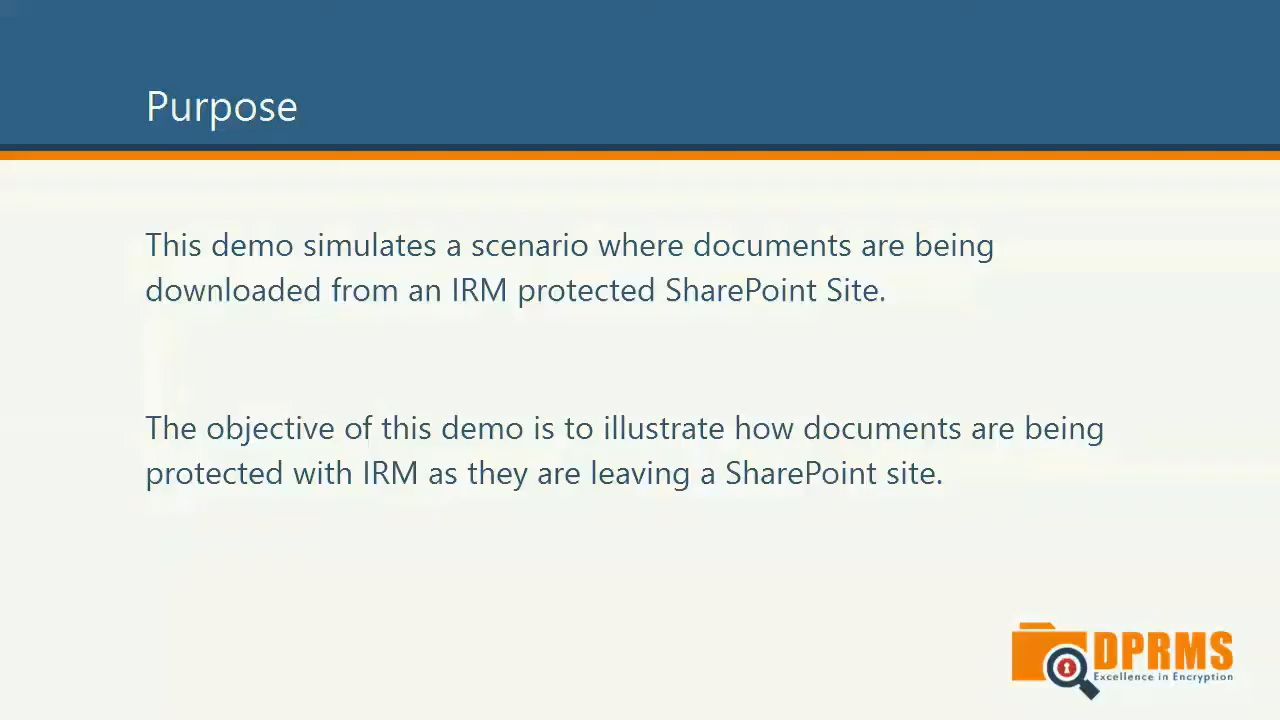 Purpose
This demo simulates a scenario where documents are being
downloaded from an IRM protected SharePoint Site.
The objective of this demo is to illustrate how documents are being
protected with IRM as they are leaving a SharePoint site.
DPRMS
Excellence in Encryption